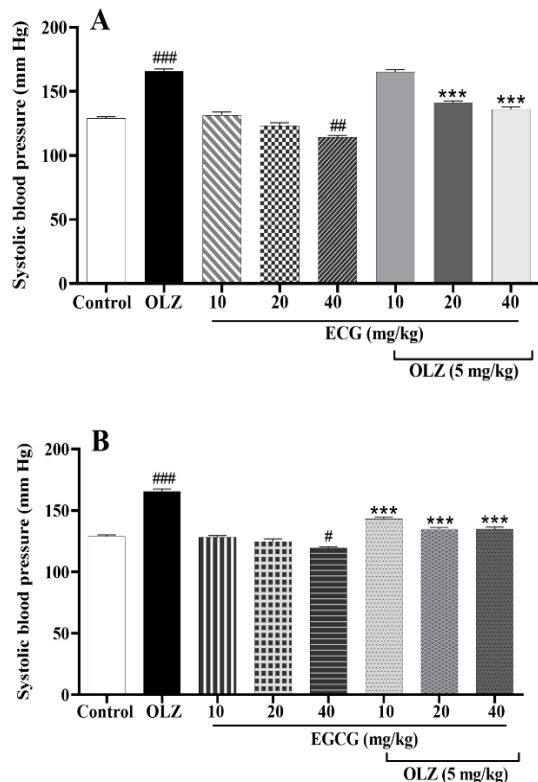 A
Systolic blood pressure (mm Hg)
200
150
100
50
0
###
##
***
***
Control OLZ 10 20 40 10 20 40
ECG (mg/kg)
OLZ (5 mg/kg)
B
Systolic blood pressure (mm Hg)
200
150
100
50
0
###
#
***
***
***
Control OLZ 10 20 40 10 20 40
EGCG (mg/kg)
OLZ (5 mg/kg)